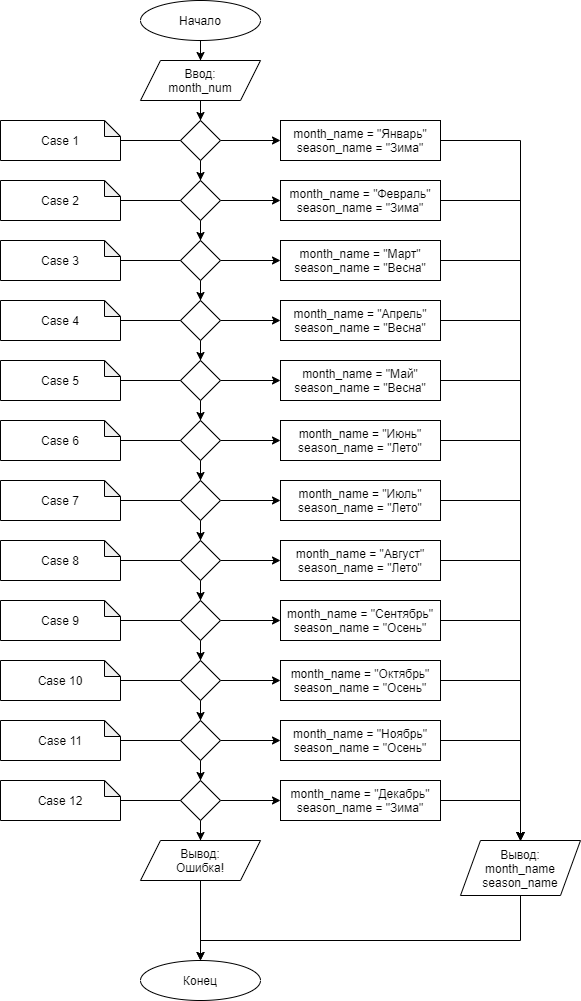 Начало
Ввод:
month_num
Case 1
month_name = "Январь"
season_name = "Зима"
Case 2
month_name = "Февраль"
season_name = "Зима"
Case 3
month_name = "Март"
season_name = "Весна"
Case 4
month_name = "Апрель"
season_name = "Весна"
Case 5
month_name = "Май"
season_name = "Весна"
Case 6
month_name = "Июнь"
season_name = "Лето"
Case 7
month_name = "Июль"
season_name = "Лето"
Case 8
month_name = "Август"
season_name = "Лето"
Case 9
month_name = "Сентябрь"
season_name = "Осень"
Case 10
month_name = "Октябрь"
season_name = "Осень"
Case 11
month_name = "Ноябрь"
season_name = "Осень"
Case 12
month_name = "Декабрь"
season_name = "Зима"
Вывод:
Ошибка!
Вывод:
month_name
season_name
Конец